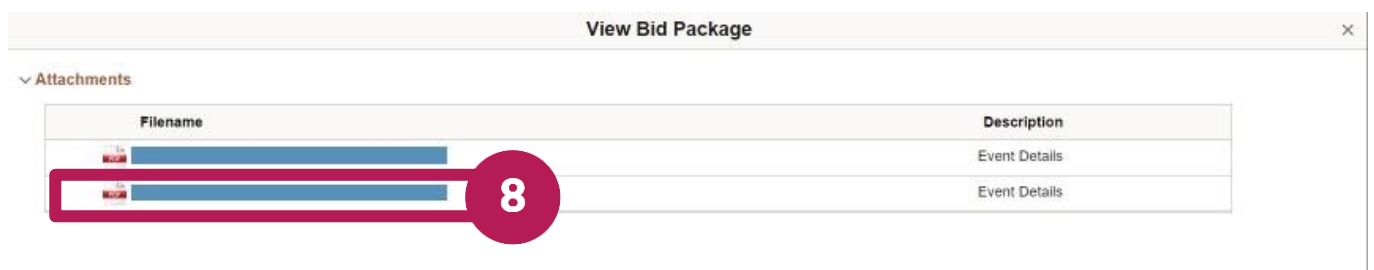 View Bid Package
Attachments
Filename Description
Event Details
8 Event Details